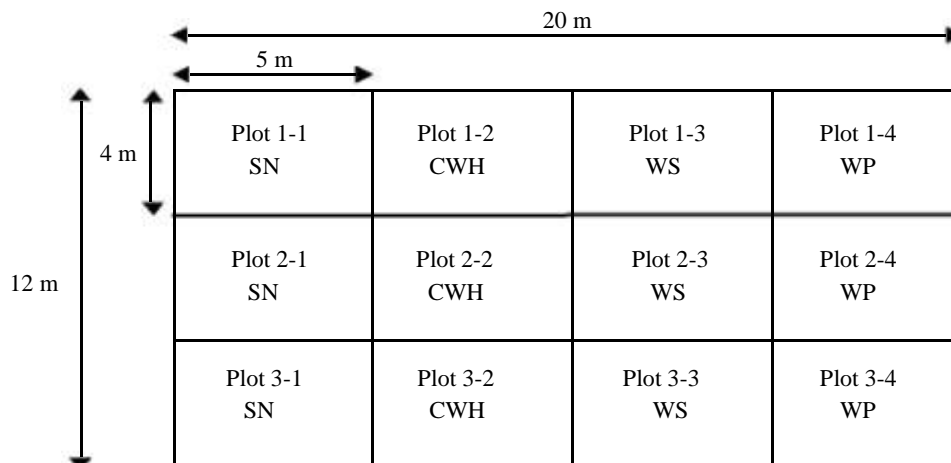 20 m
5 m
4 m
12 m
Plot 1-1
SN
Plot 1-2
CWH
Plot 1-3
WS
Plot 1-4
WP
Plot 2-1
SN
Plot 2-2
CWH
Plot 2-3
WS
Plot 2-4
WP
Plot 3-1
SN
Plot 3-2
CWH
Plot 3-3
WS
Plot 3-4
WP